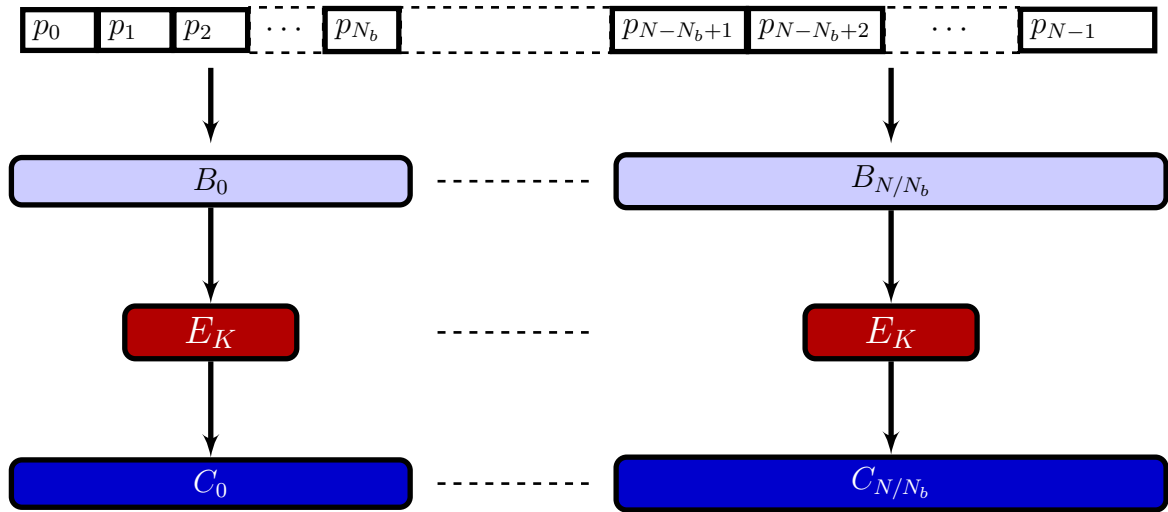 p_0 p_1 p_2 ⋯ p_{N_b} p_{N−N_b+1} p_{N−N_b+2} ⋯ p_{N−1}
B_0 B_{N/N_b}
E_K E_K
C_0 C_{N/N_b}